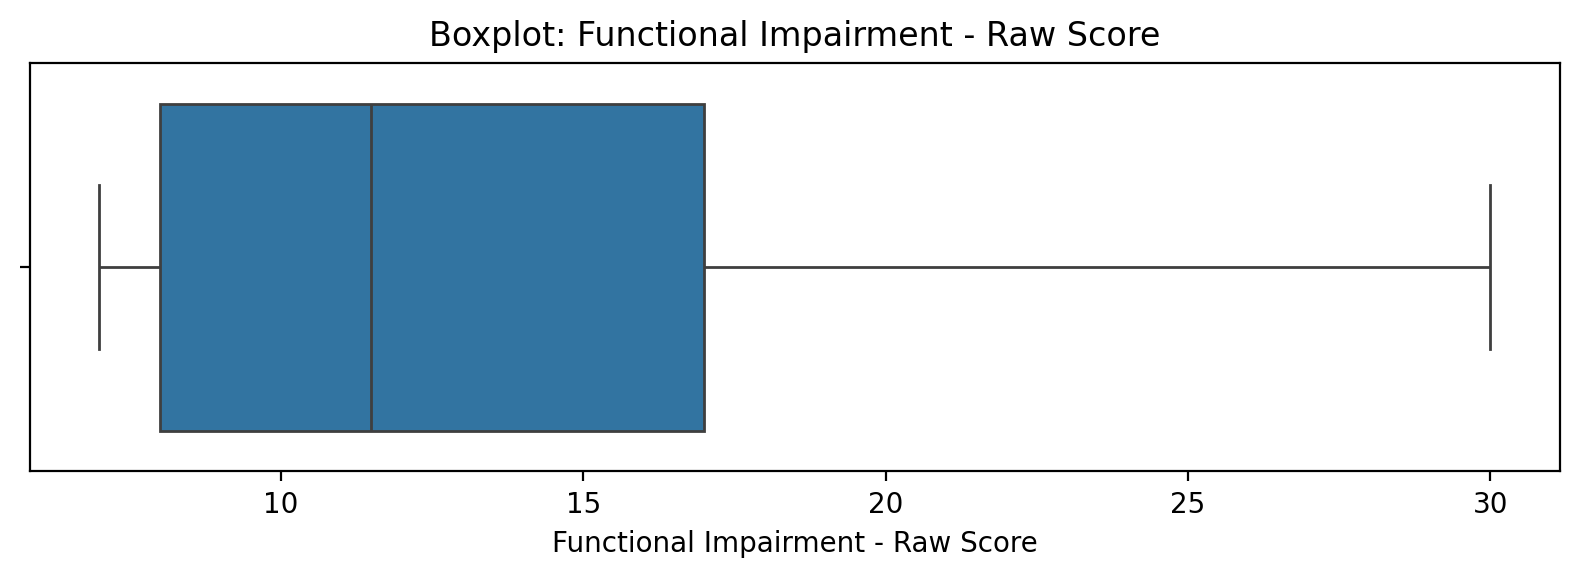 Boxplot: Functional Impairment - Raw Score
10 15 20 25 30
Functional Impairment - Raw Score